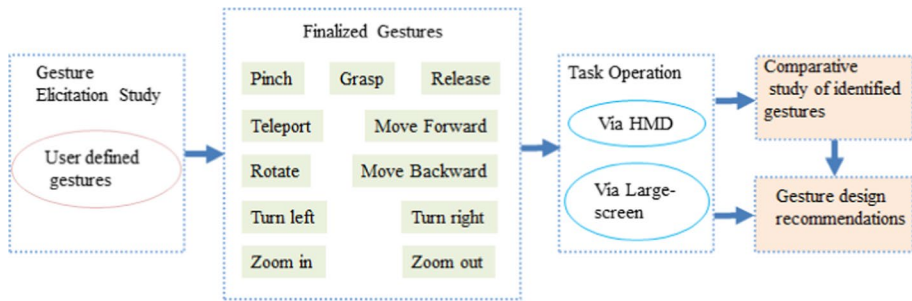 Gesture
Elicitation Study
User defined
gestures
Finalized Gestures
Pinch
Grasp
Release
Teleport
Move Forward
Rotate
Move Backward
Turn left
Turn right
Zoom in
Zoom out
Task Operation
Via HMD
Via Large-
screen
Comparative
study of identified
gestures
Gesture design
recommendations